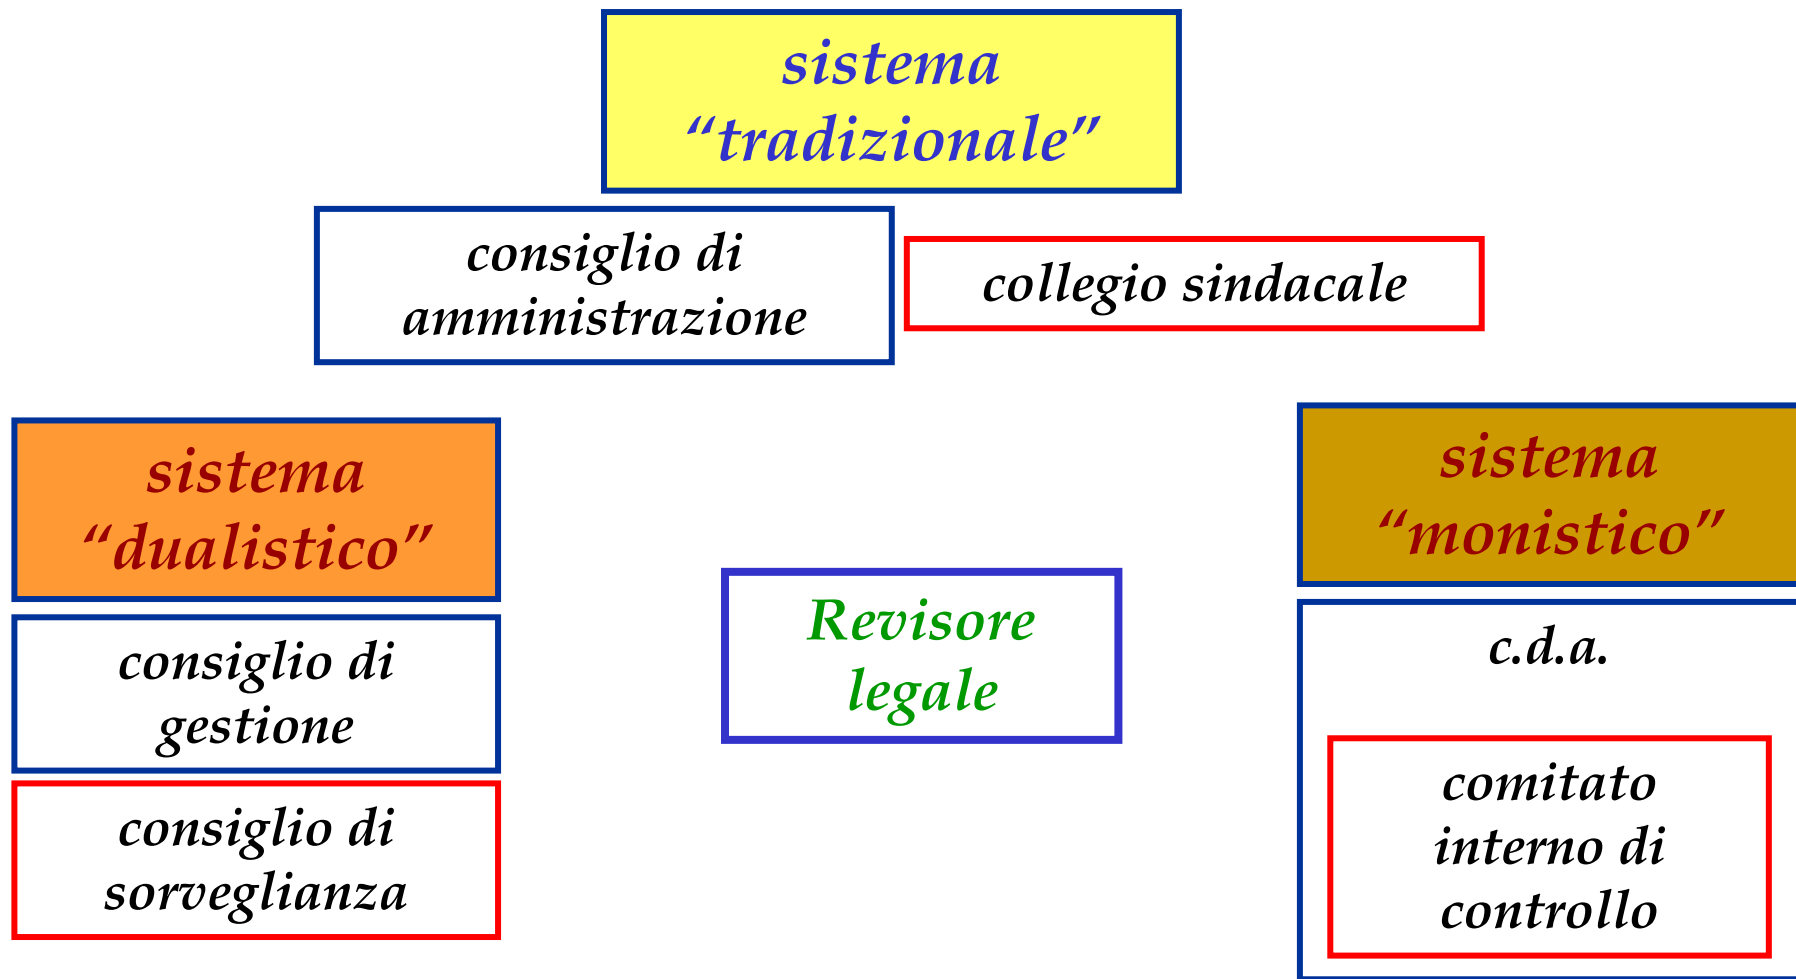 sistema
“tradizionale”
consiglio di
amministrazione
collegio sindacale
sistema
“dualistico”
consiglio di
gestione
consiglio di
sorveglianza
Revisore
legale
sistema
“monistico”
c.d.a.
comitato
interno di
controllo